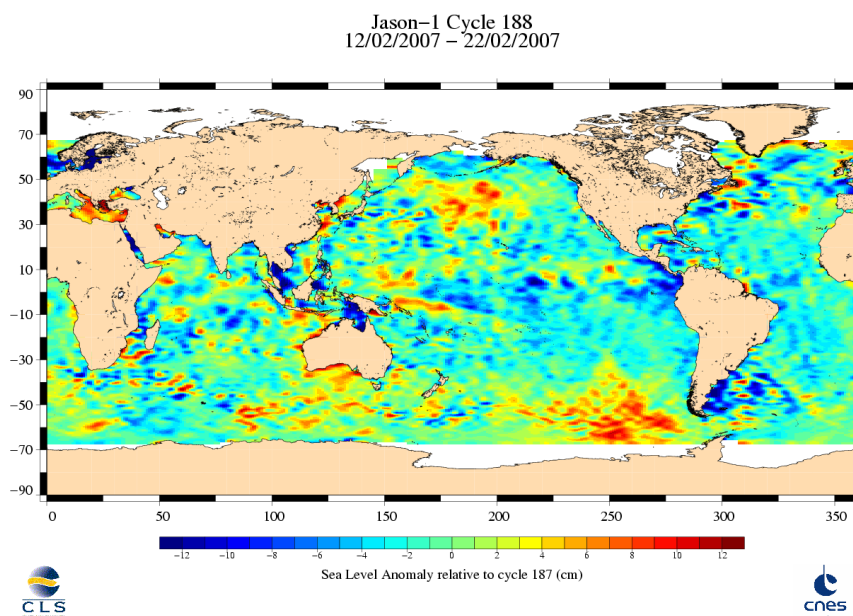 Jason−1 Cycle 188
12/02/2007 − 22/02/2007
90
70
50
30
10
−10
−30
−50
−70
−90
0 50 100 150 200 250 300 350
−12 −10 −8 −6 −4 −2 0 2 4 6 8 10 12
Sea Level Anomaly relative to cycle 187 (cm)
CLS
cnes